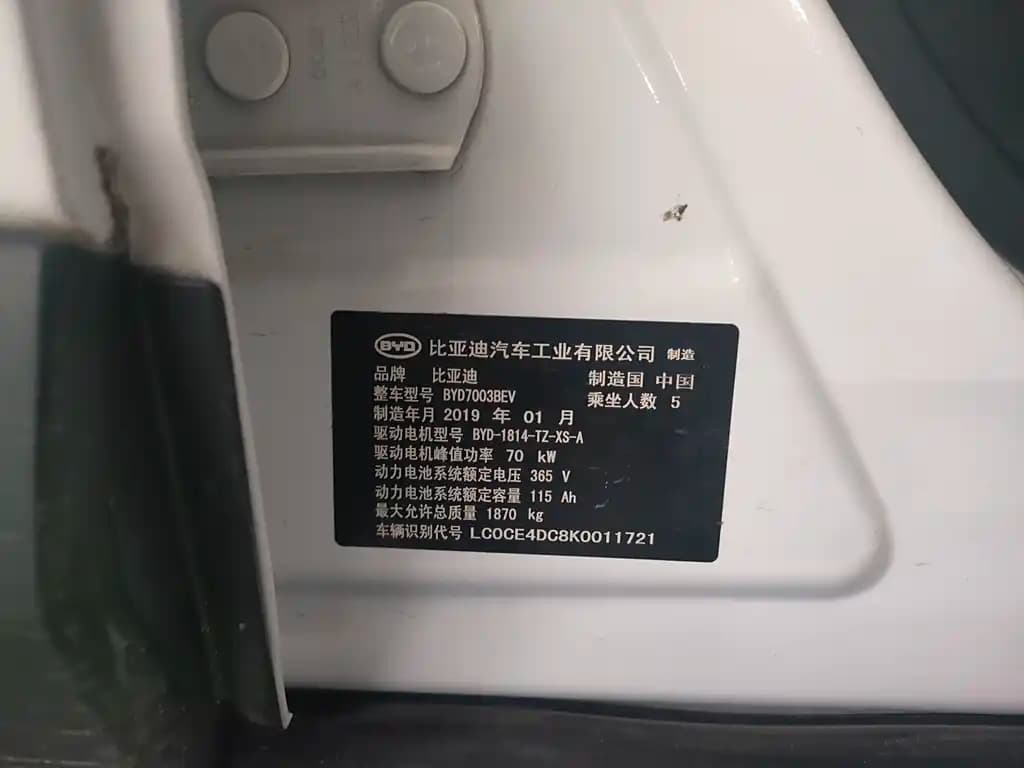 BYD 比亚迪汽车工业有限公司 制造
品牌 比亚迪 制造国 中国
整车型号 BYD7003BEV 乘坐人数 5
制造年月 2019 年 01 月
驱动电机型号 BYD-1814-TZ-XS-A
驱动电机峰值功率 70 kW
动力电池系统额定电压 365 V
动力电池系统额定容量 115 Ah
最大允许总质量 1870 kg
车辆识别代号 LC0CE4DC8K0011721